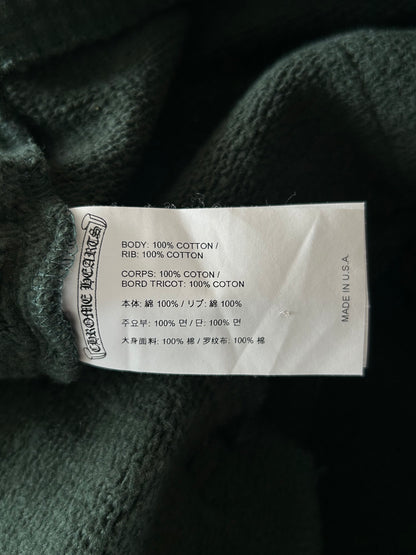 CHROME HEARTS
BODY: 100% COTTON /
RIB: 100% COTTON
CORPS: 100% COTON/
BORD TRICOT: 100% COTON
本体: 綿 100% / リブ: 綿 100%
주요부: 100% 면 / 단: 100% 면
大身面料: 100% 棉 / 罗纹布: 100% 棉
MADE IN U.S.A.